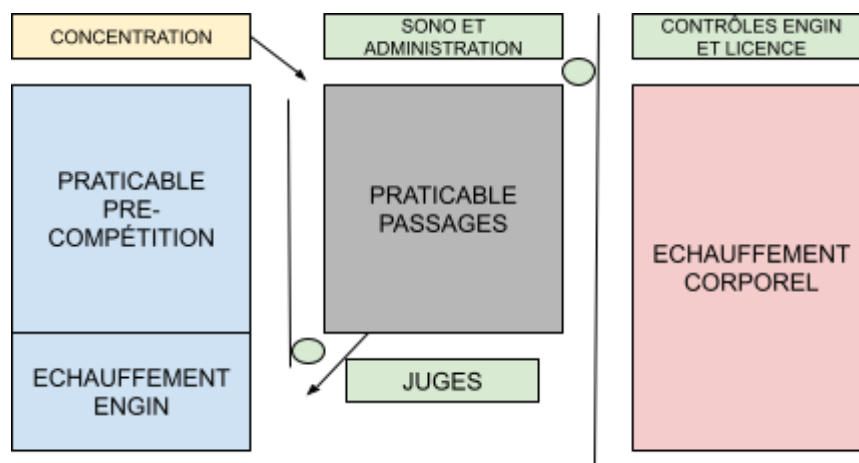 CONCENTRATION
SONO ET
ADMINISTRATION
CONTRÔLES ENGIN
ET LICENCE
PRATICABLE
PRE-
COMPÉTITION
PRATICABLE
PASSAGES
ECHAUFFEMENT
CORPOREL
ECHAUFFEMENT
ENGIN
JUGES